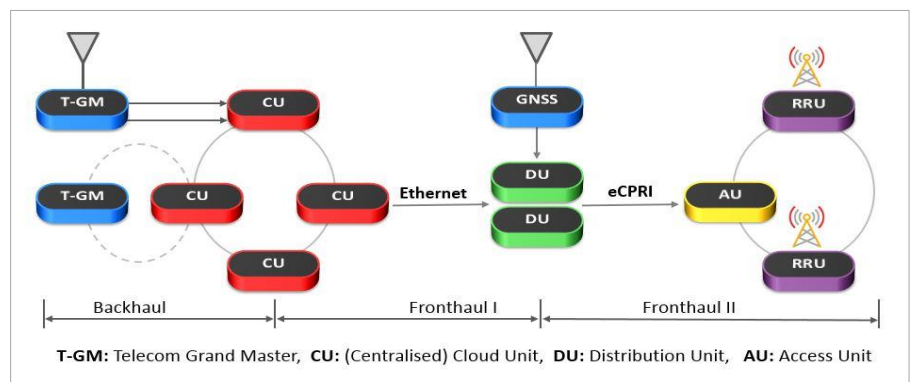 T-GM
CU
GNSS
RRU
T-GM
CU
CU
Ethernet
DU
DU
eCPRI
AU
CU
RRU
Backhaul
Fronthaul I
Fronthaul II
T-GM: Telecom Grand Master, CU: (Centralised) Cloud Unit, DU: Distribution Unit, AU: Access Unit